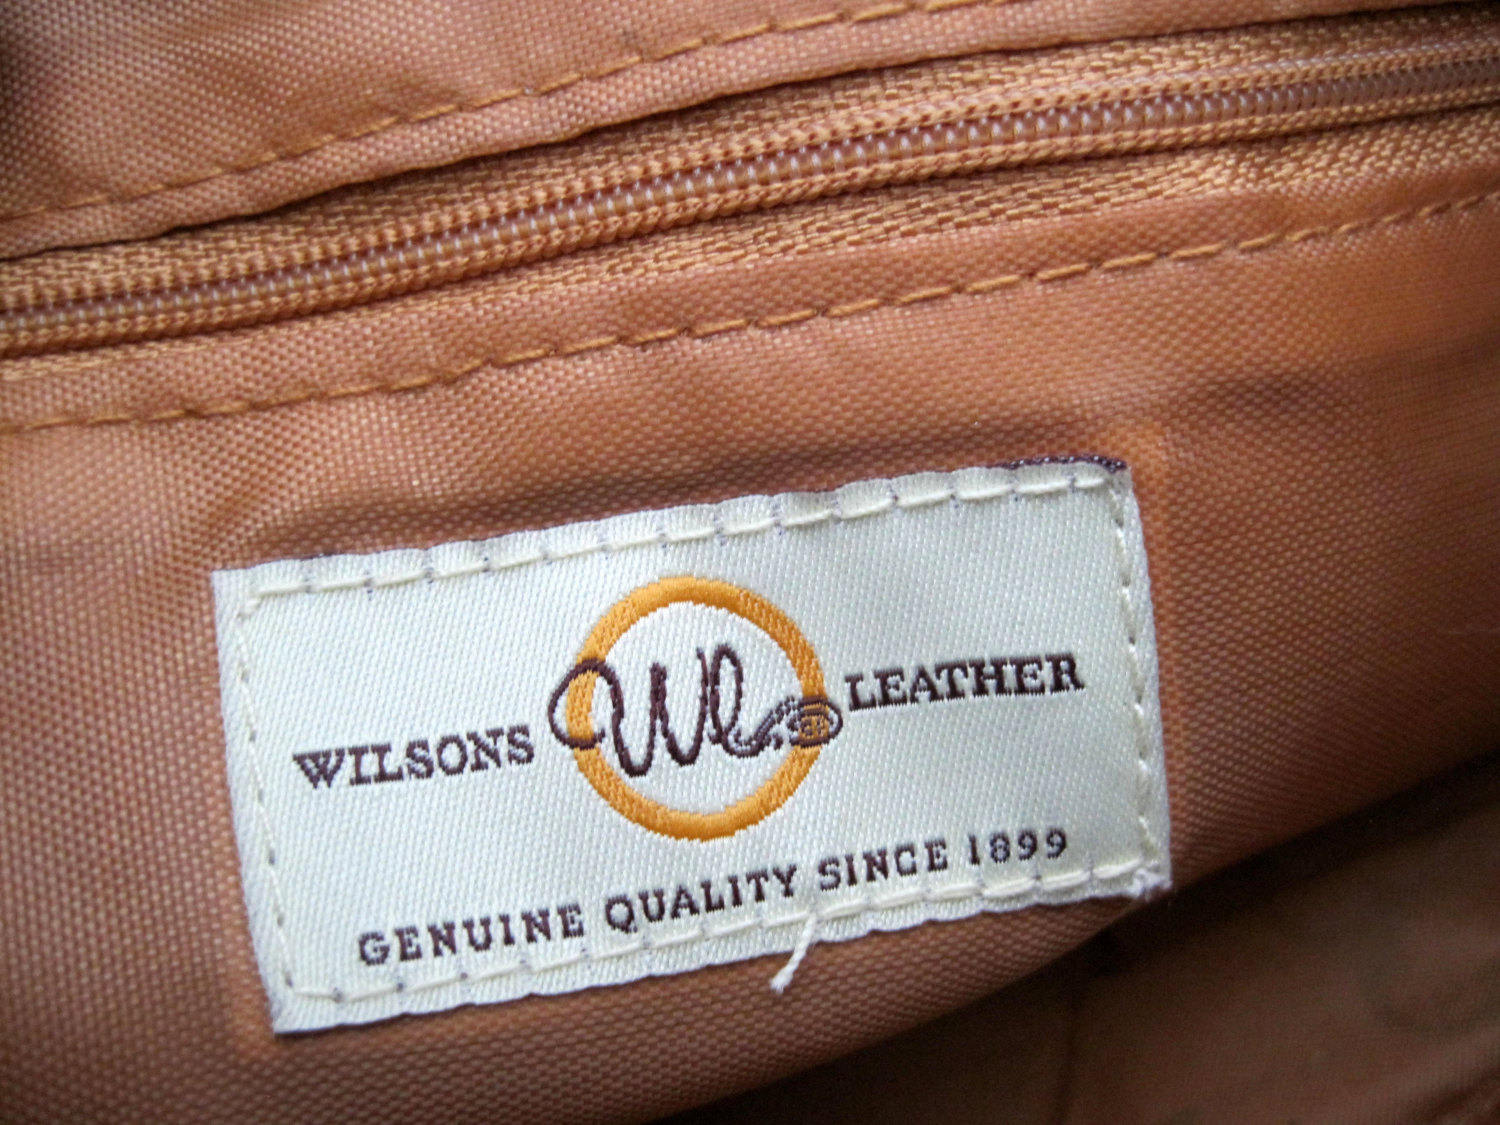 WILSONS WL LEATHER
GENUINE QUALITY SINCE 1899